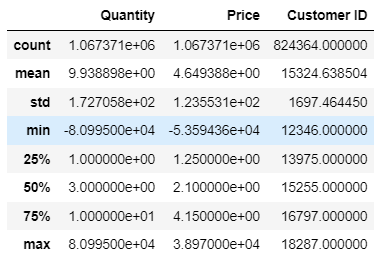 Quantity Price Customer ID
count 1.067371e+06 1.067371e+06 824364.000000
mean 9.938898e+00 4.649388e+00 15324.638504
std 1.727058e+02 1.235531e+02 1697.464450
min -8.099500e+04 -5.359436e+04 12346.000000
25% 1.000000e+00 1.250000e+00 13975.000000
50% 3.000000e+00 2.100000e+00 15255.000000
75% 1.000000e+01 4.150000e+00 16797.000000
max 8.099500e+04 3.897000e+04 18287.000000